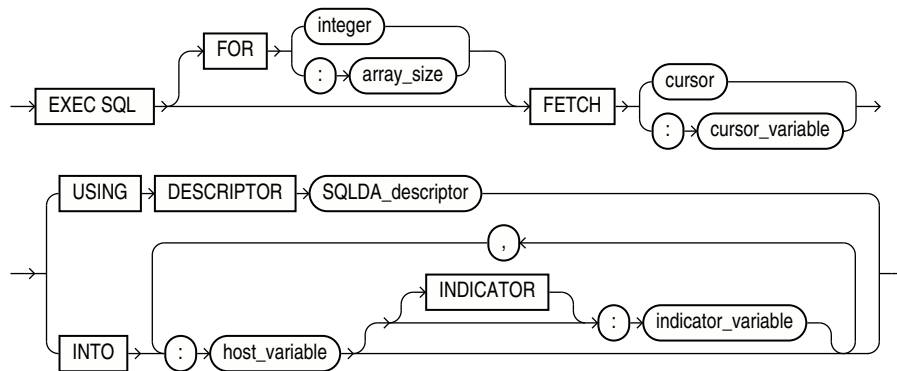 FOR integer
: array_size
EXEC SQL FETCH cursor
: cursor_variable
USING DESCRIPTOR SQLDA_descriptor
,
INDICATOR
: indicator_variable
INTO : host_variable